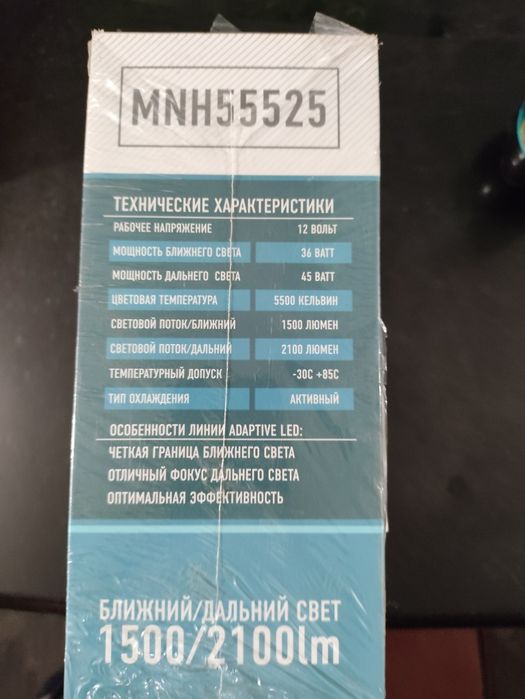 MNH55525
ТЕХНИЧЕСКИЕ ХАРАКТЕРИСТИКИ
РАБОЧЕЕ НАПРЯЖЕНИЕ 12 ВОЛЬТ
МОЩНОСТЬ БЛИЖНЕГО СВЕТА 36 ВАТТ
МОЩНОСТЬ ДАЛЬНЕГО СВЕТА 45 ВАТТ
ЦВЕТОВАЯ ТЕМПЕРАТУРА 5500 КЕЛЬВИН
СВЕТОВОЙ ПОТОК/БЛИЖНИЙ 1500 ЛЮМЕН
СВЕТОВОЙ ПОТОК/ДАЛЬНИЙ 2100 ЛЮМЕН
ТЕМПЕРАТУРНЫЙ ДОПУСК -30C +85C
ТИП ОХЛАЖДЕНИЯ АКТИВНЫЙ
ОСОБЕННОСТИ ЛИНИИ ADAPTIVE LED:
ЧЕТКАЯ ГРАНИЦА БЛИЖНЕГО СВЕТА
ОТЛИЧНЫЙ ФОКУС ДАЛЬНЕГО СВЕТА
ОПТИМАЛЬНАЯ ЭФФЕКТИВНОСТЬ
БЛИЖНИЙ/ДАЛЬНИЙ СВЕТ
1500/2100lm